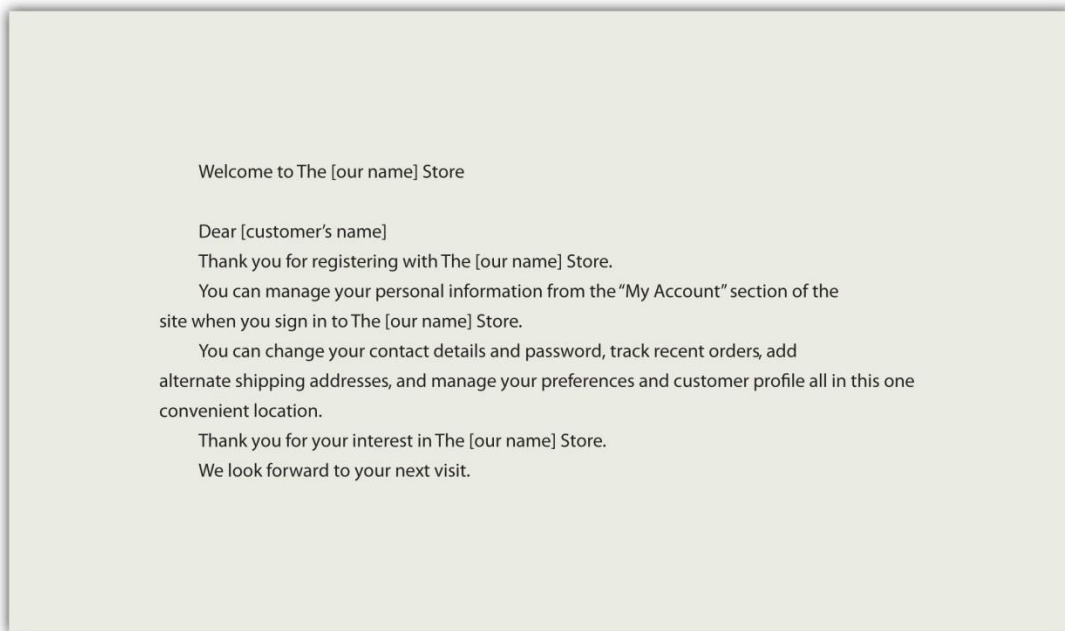 Welcome to The [our name] Store
Dear [customer’s name]
Thank you for registering with The [our name] Store.
You can manage your personal information from the “My Account” section of the
site when you sign in to The [our name] Store.
You can change your contact details and password, track recent orders, add
alternate shipping addresses, and manage your preferences and customer profile all in this one
convenient location.
Thank you for your interest in The [our name] Store.
We look forward to your next visit.